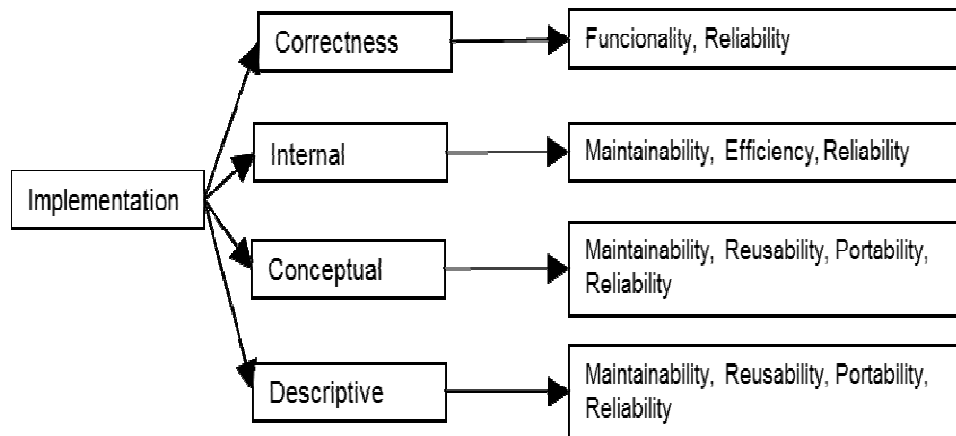 Correctness
Funcionality, Reliability
Internal
Maintainability, Efficiency, Reliability
Implementation
Conceptual
Maintainability, Reusability, Portability,
Reliability
Descriptive
Maintainability, Reusability, Portability,
Reliability